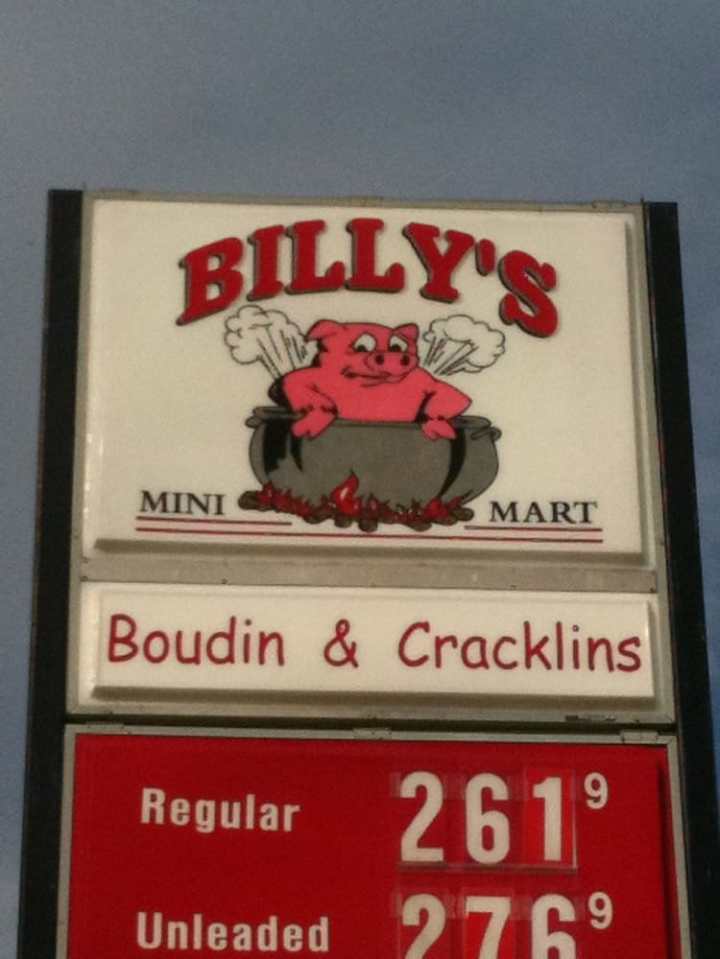 BILLY'S
MINI MART
Boudin & Cracklins
Regular 261 9
Unleaded 276 9